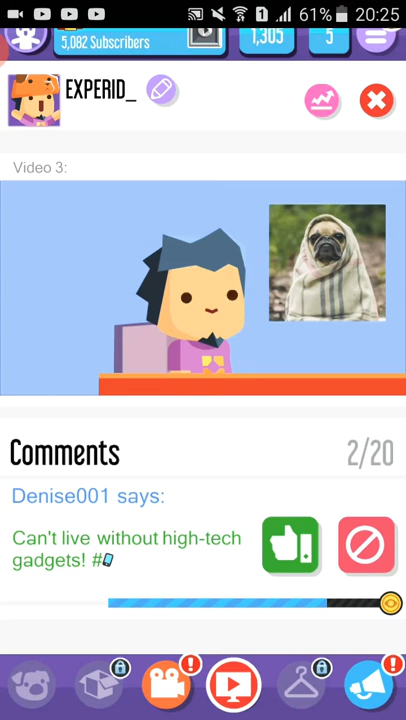 61% 20:25
5,082 Subscribers
1,305
5
EXPERID_
Video 3:
Comments
2/20
Denise001 says:
Can't live without high-tech
gadgets! #